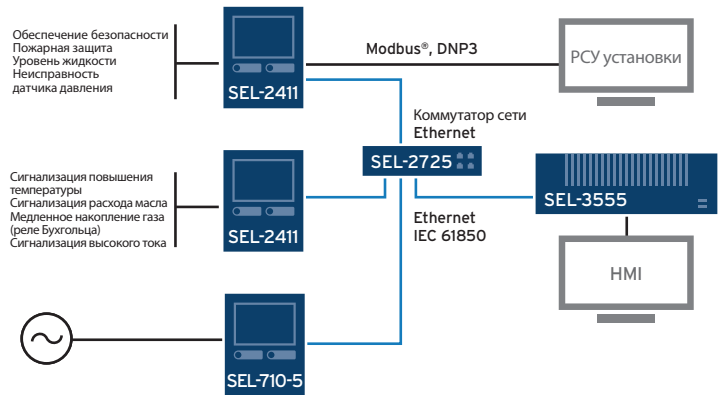 Обеспечение безопасности
Пожарная защита
Уровень жидкости
Неисправность
датчика давления
SEL-2411
Modbus®, DNP3
РСУ установки
Коммутатор сети
Ethernet
SEL-2725
Сигнализация повышения
температуры
Сигнализация расхода масла
Медленное накопление газа
(реле Бухгольца)
Сигнализация высокого тока
SEL-2411
Ethernet
IEC 61850
SEL-3555
HMI
SEL-710-5